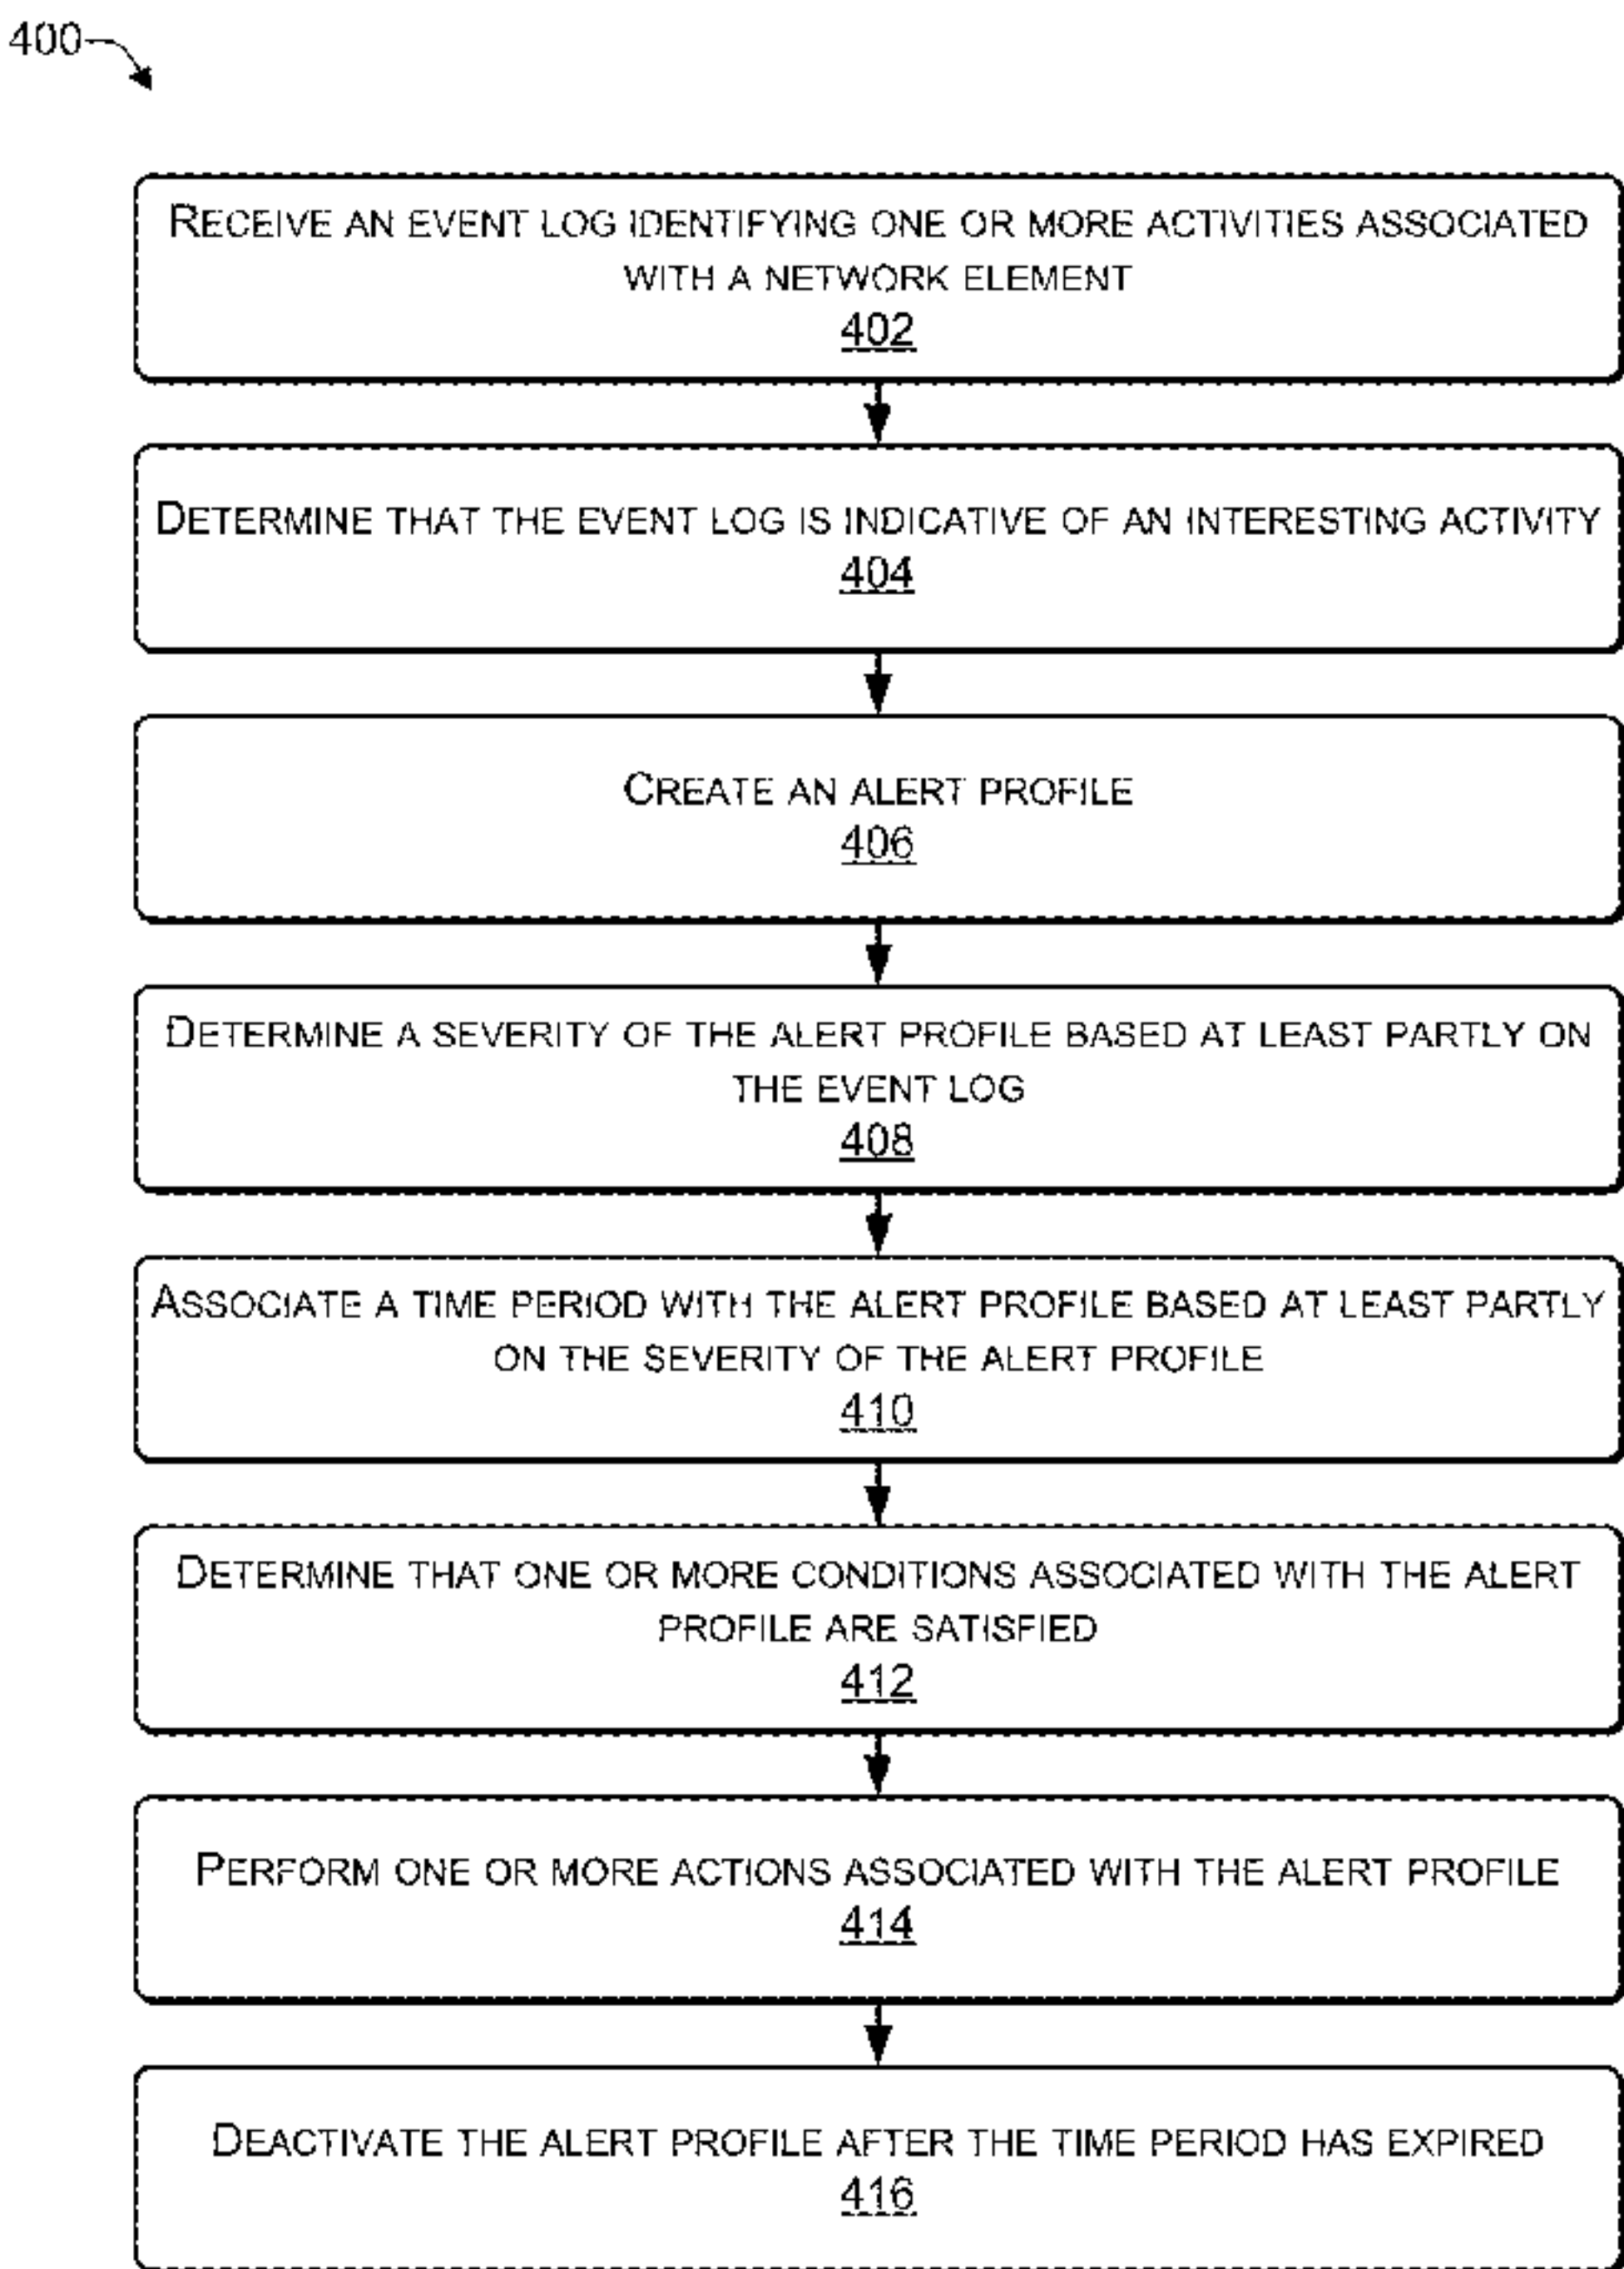 400
RECEIVE AN EVENT LOG IDENTIFYING ONE OR MORE ACTIVITIES ASSOCIATED
WITH A NETWORK ELEMENT
402
DETERMINE THAT THE EVENT LOG IS INDICATIVE OF AN INTERESTING ACTIVITY
404
CREATE AN ALERT PROFILE
406
DETERMINE A SEVERITY OF THE ALERT PROFILE BASED AT LEAST PARTLY ON
THE EVENT LOG
408
ASSOCIATE A TIME PERIOD WITH THE ALERT PROFILE BASED AT LEAST PARTLY
ON THE SEVERITY OF THE ALERT PROFILE
410
DETERMINE THAT ONE OR MORE CONDITIONS ASSOCIATED WITH THE ALERT
PROFILE ARE SATISFIED
412
PERFORM ONE OR MORE ACTIONS ASSOCIATED WITH THE ALERT PROFILE
414
DEACTIVATE THE ALERT PROFILE AFTER THE TIME PERIOD HAS EXPIRED
416